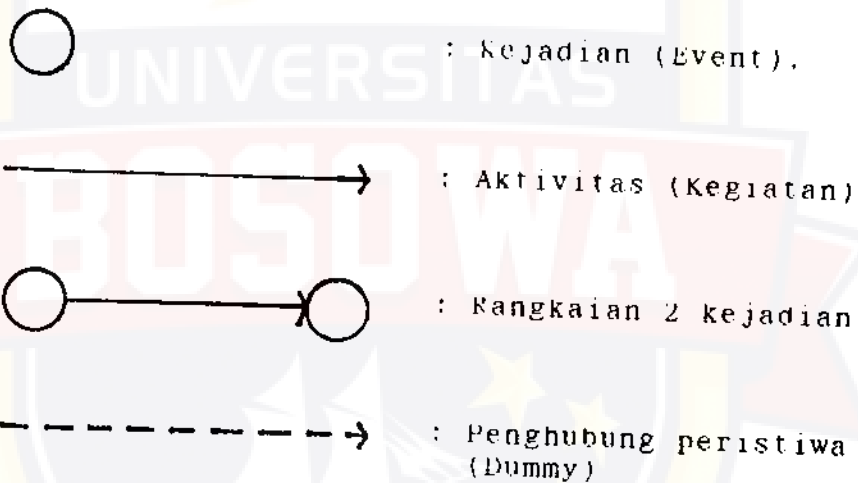 UNIVERSITAS
BOSOWA
: Kejadian (Event).
: Aktivitas (Kegiatan)
: Rangkaian 2 kejadian
: Penghubung peristiwa
(Dummy)